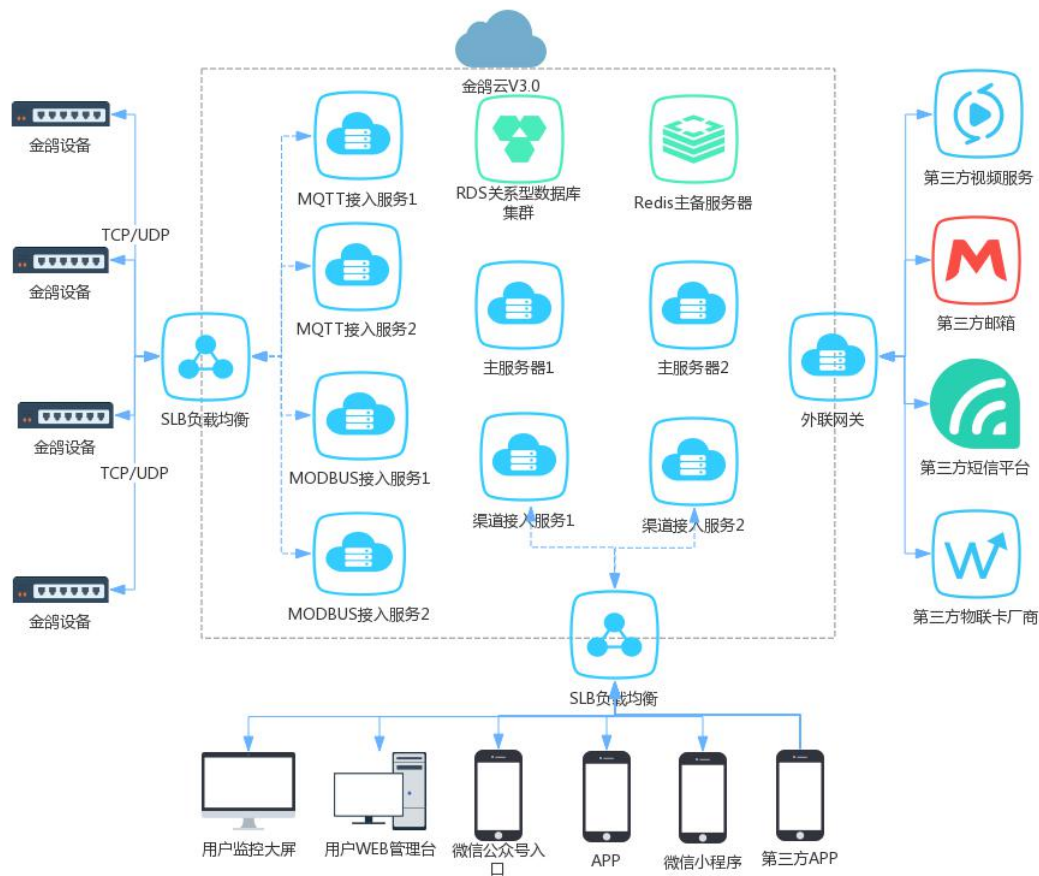 金鸽云V3.0
金鸽设备
TCP/UDP
金鸽设备
金鸽设备
TCP/UDP
金鸽设备
SLB负载均衡
MQTT接入服务1
MQTT接入服务2
MODBUS接入服务1
MODBUS接入服务2
RDS关系型数据库
集群
Redis主备服务器
主服务器1
主服务器2
渠道接入服务1
渠道接入服务2
SLB负载均衡
外联网关
第三方视频服务
第三方邮箱
第三方短信平台
第三方物联卡厂商
用户监控大屏
用户WEB管理台
微信公众号入
口
APP
微信小程序
第三方APP